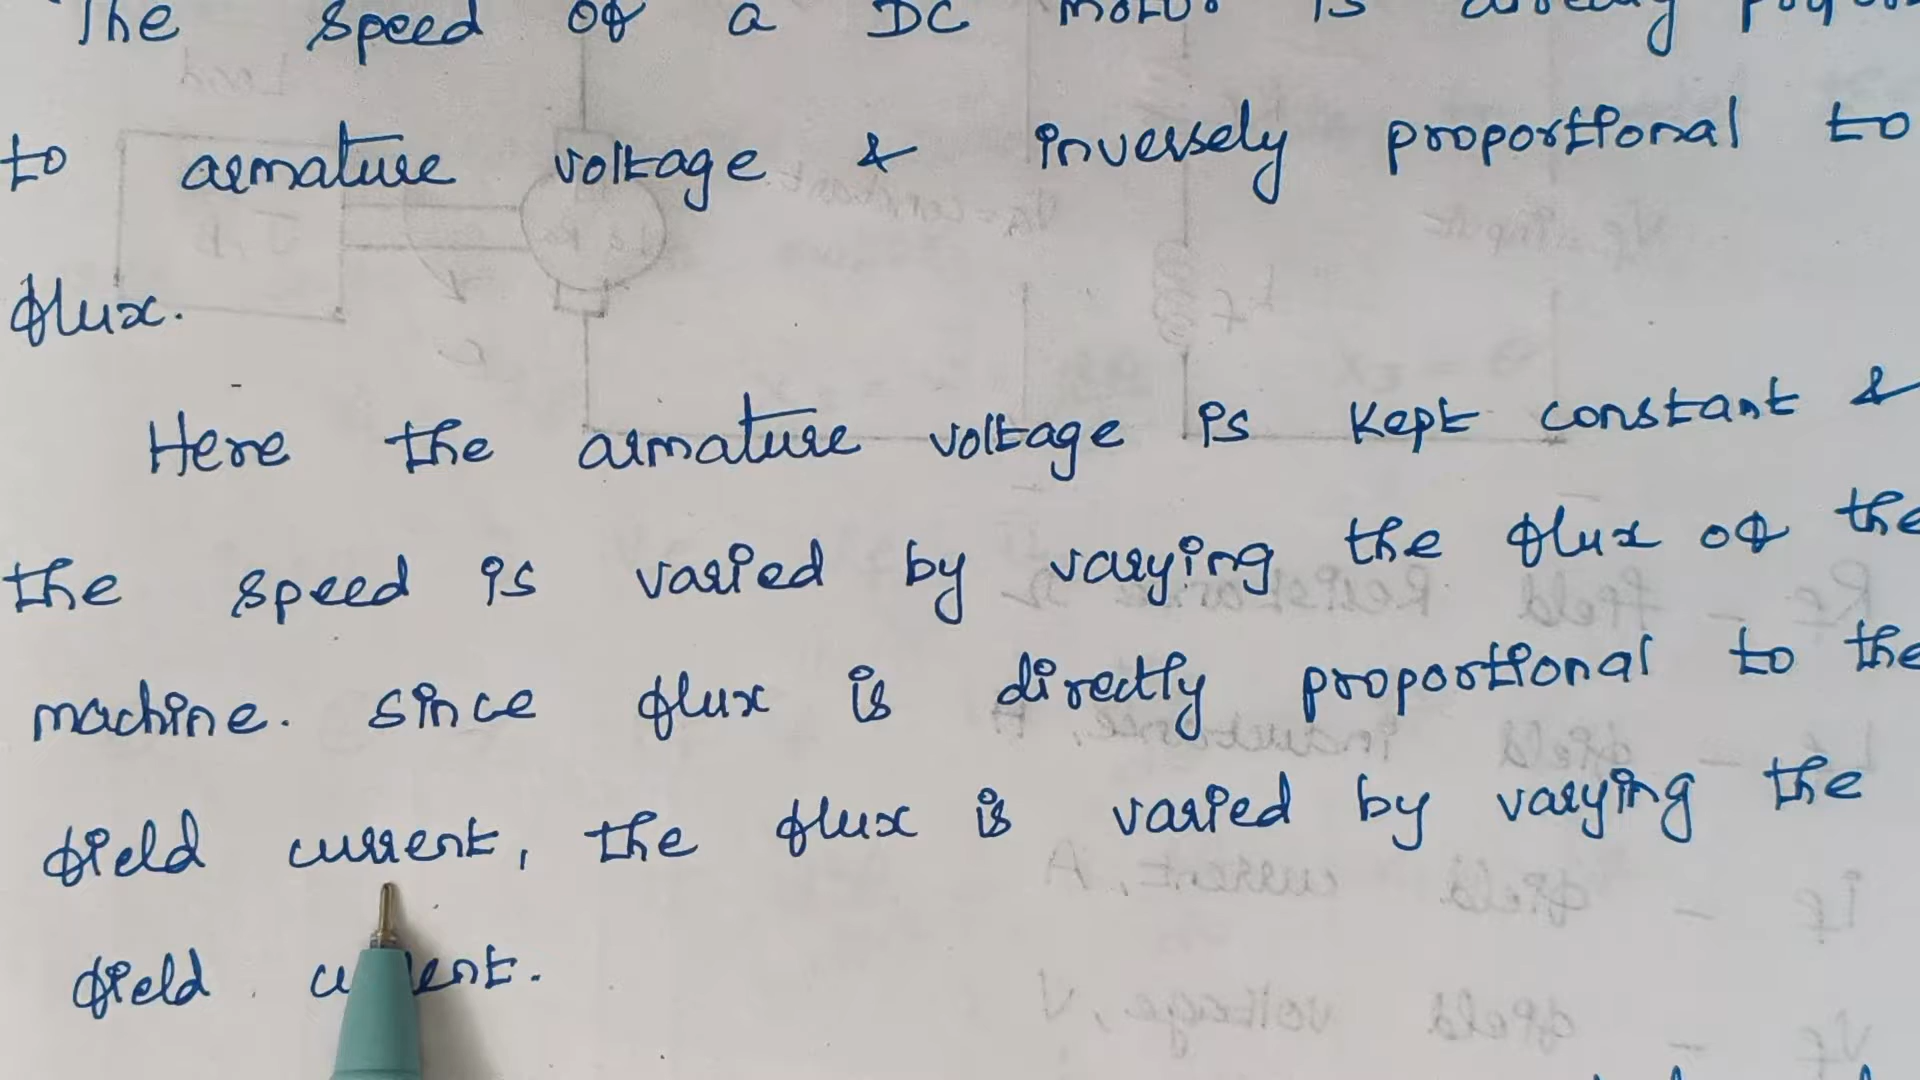 The speed of a DC motor is
to armature voltage & inversely proportional to
flux.
Here the armature voltage is kept constant &
the speed is varied by varying the flux of the
machine. since flux is directly proportional to the
field current, the flux is varied by varying the
field current.